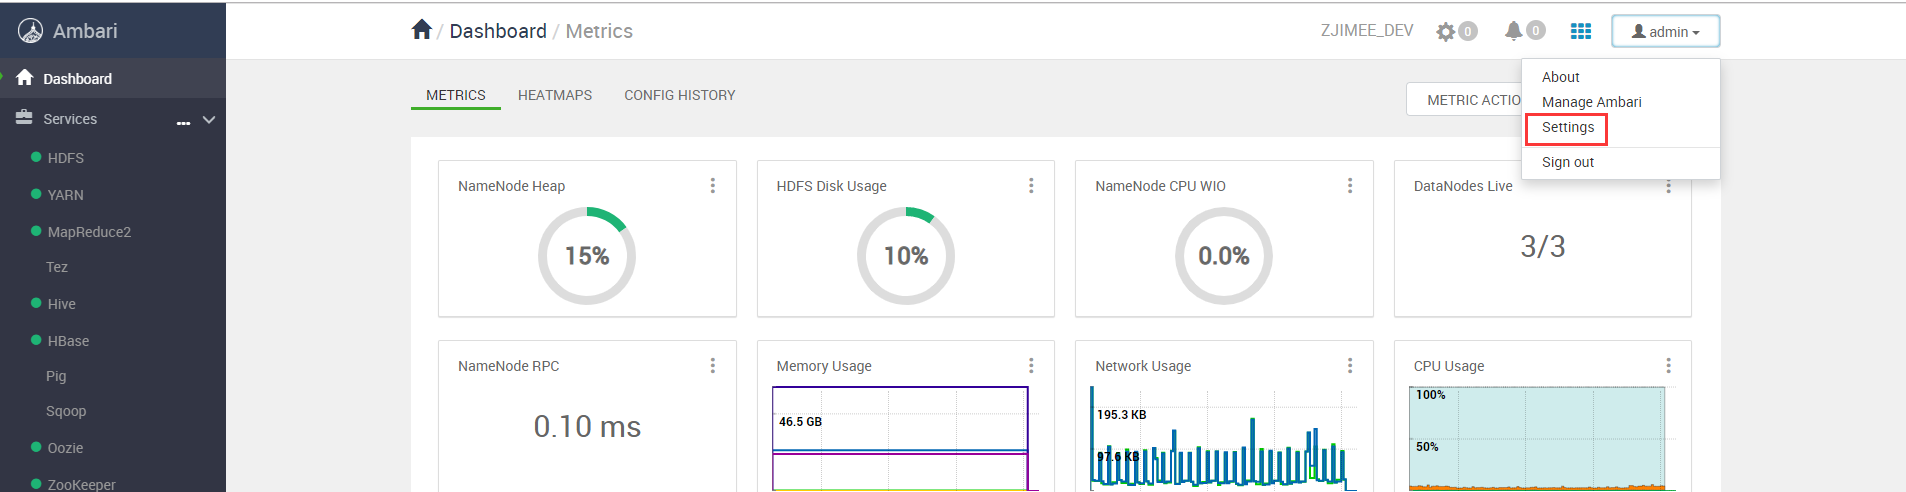 Ambari
/ Dashboard / Metrics
ZJIMEE_DEV
0
0
admin
Dashboard
Services
...
HDFS
YARN
MapReduce2
Tez
Hive
HBase
Pig
Sqoop
Oozie
ZooKeeper
METRICS
HEATMAPS
CONFIG HISTORY
METRIC ACTIO
About
Manage Ambari
Settings
Sign out
NameNode Heap
15%
HDFS Disk Usage
10%
NameNode CPU WIO
0.0%
DataNodes Live
3/3
NameNode RPC
0.10 ms
Memory Usage
46.5 GB
Network Usage
195.3 KB
97.6 KB
CPU Usage
100%
50%